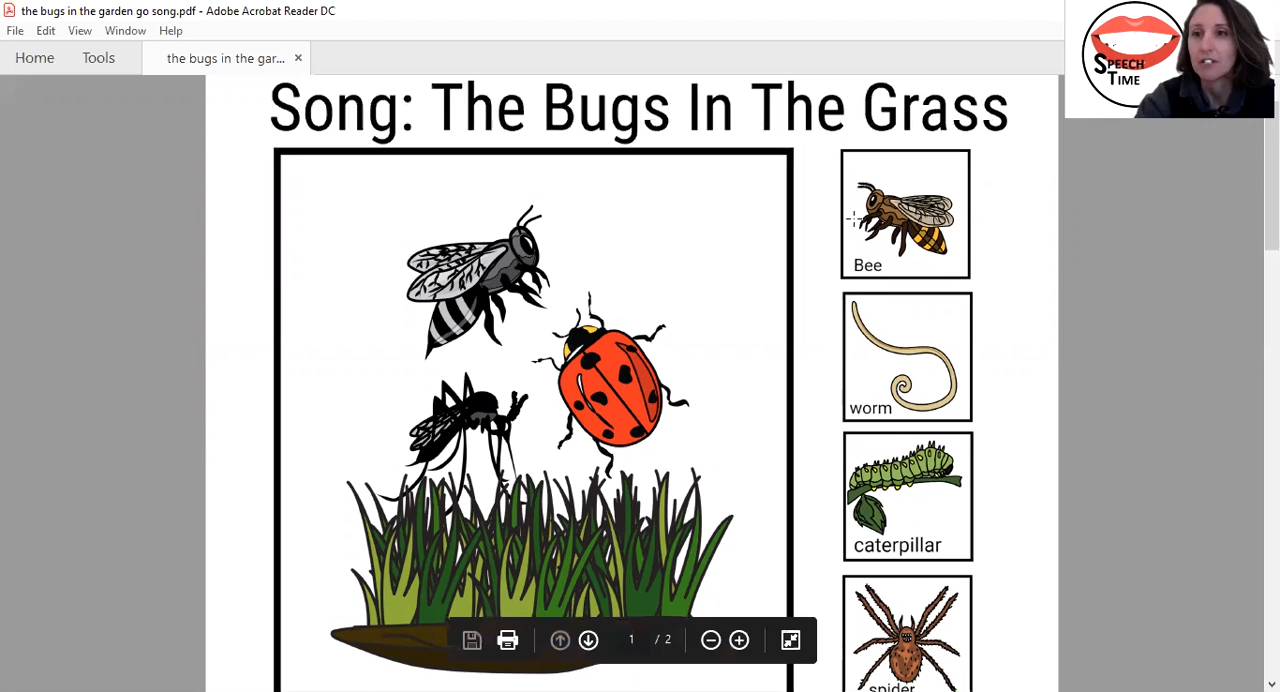 the bugs in the garden go song.pdf - Adobe Acrobat Reader DC
File Edit View Window Help
Home Tools the bugs in the gar... ×
SPEECH
TIME
Song: The Bugs In The Grass
Bee
worm
caterpillar
spider
1 / 2